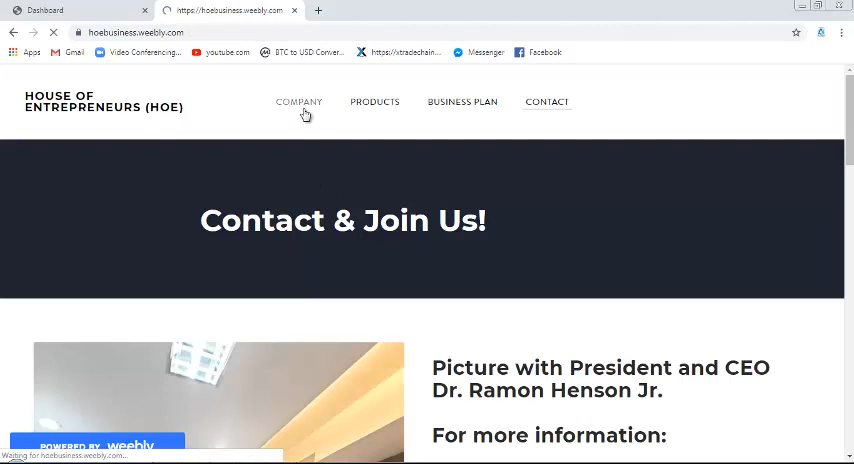 Dashboard
https://hoebusiness.weebly.com/
hoebusiness.weebly.com
Apps Gmail Video Conferencing... youtube.com BTC to USD Conver... https://xtradechain... Messenger Facebook
HOUSE OF
ENTREPRENEURS (HOE)
COMPANY PRODUCTS BUSINESS PLAN CONTACT
Contact & Join Us!
Picture with President and CEO
Dr. Ramon Henson Jr.
For more information:
POWERED BY weebly
Waiting for hoebusiness.weebly.com...